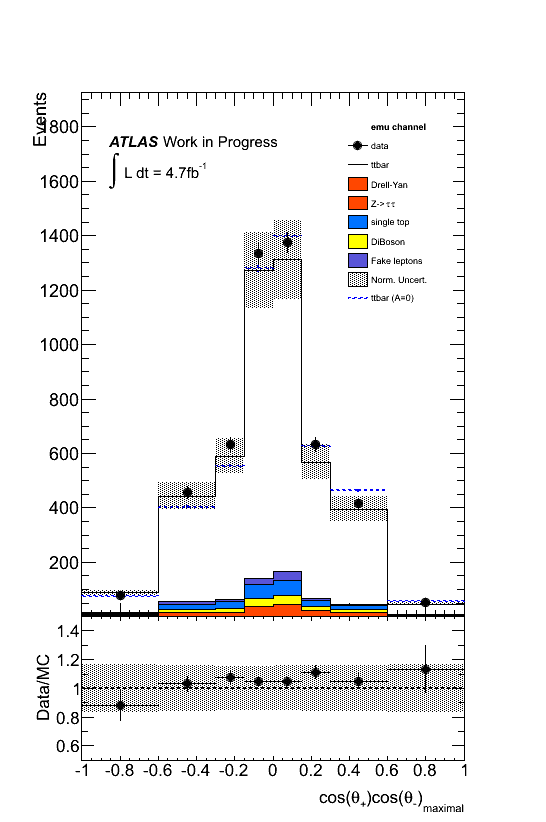 Events
1800
1600
1400
1200
1000
800
600
400
200
ATLAS Work in Progress
∫ L dt = 4.7fb⁻¹
emu channel
data
ttbar
Drell-Yan
Z->ττ
single top
DiBoson
Fake leptons
Norm. Uncert.
ttbar (A=0)
Data/MC
1.4
1.2
1
0.8
0.6
-1 -0.8 -0.6 -0.4 -0.2 0 0.2 0.4 0.6 0.8 1
cos(θ₊)cos(θ₋)maximal